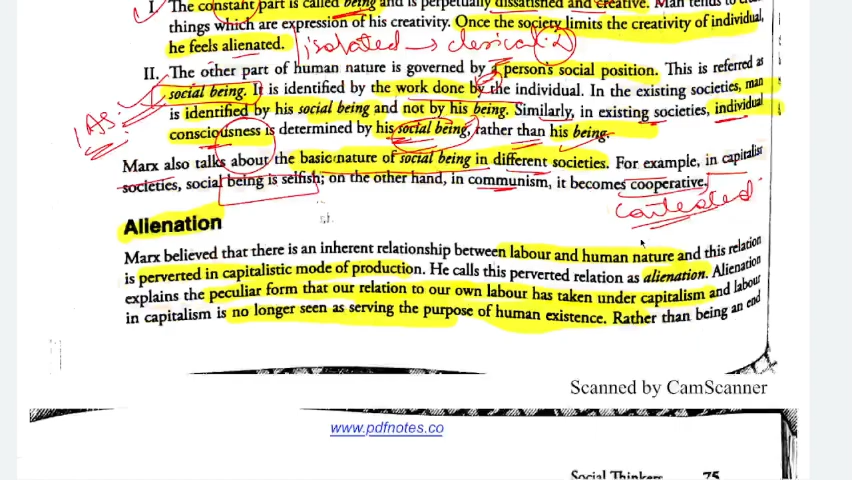 I. The constant part is called being and is perpetually dissatisned and creative. Man tends to
things which are expression of his creativity. Once the society limits the creativity of individual,
he feels alienated. isolated → clerical
II. The other part of human nature is governed by a person's social position. This is referred as
social being. It is identified by the work done by the individual. In the existing societies, man
IAS
is identified by his social being and not by his being. Similarly, in existing societies, individual
consciousness is determined by his social being, rather than his being.
Marx also talks about the basic nature of social being in different societies. For example, in capitalist
societies, social being is selfish; on the other hand, in communism, it becomes cooperative.
Alienation
Marx believed that there is an inherent relationship between labour and human nature and this relation
is perverted in capitalistic mode of production. He calls this perverted relation as alienation. Alienation
explains the peculiar form that our relation to our own labour has taken under capitalism and labour
in capitalism is no longer seen as serving the purpose of human existence. Rather than being an end
Scanned by CamScanner
www.pdfnotes.co
Social Thinkers 75